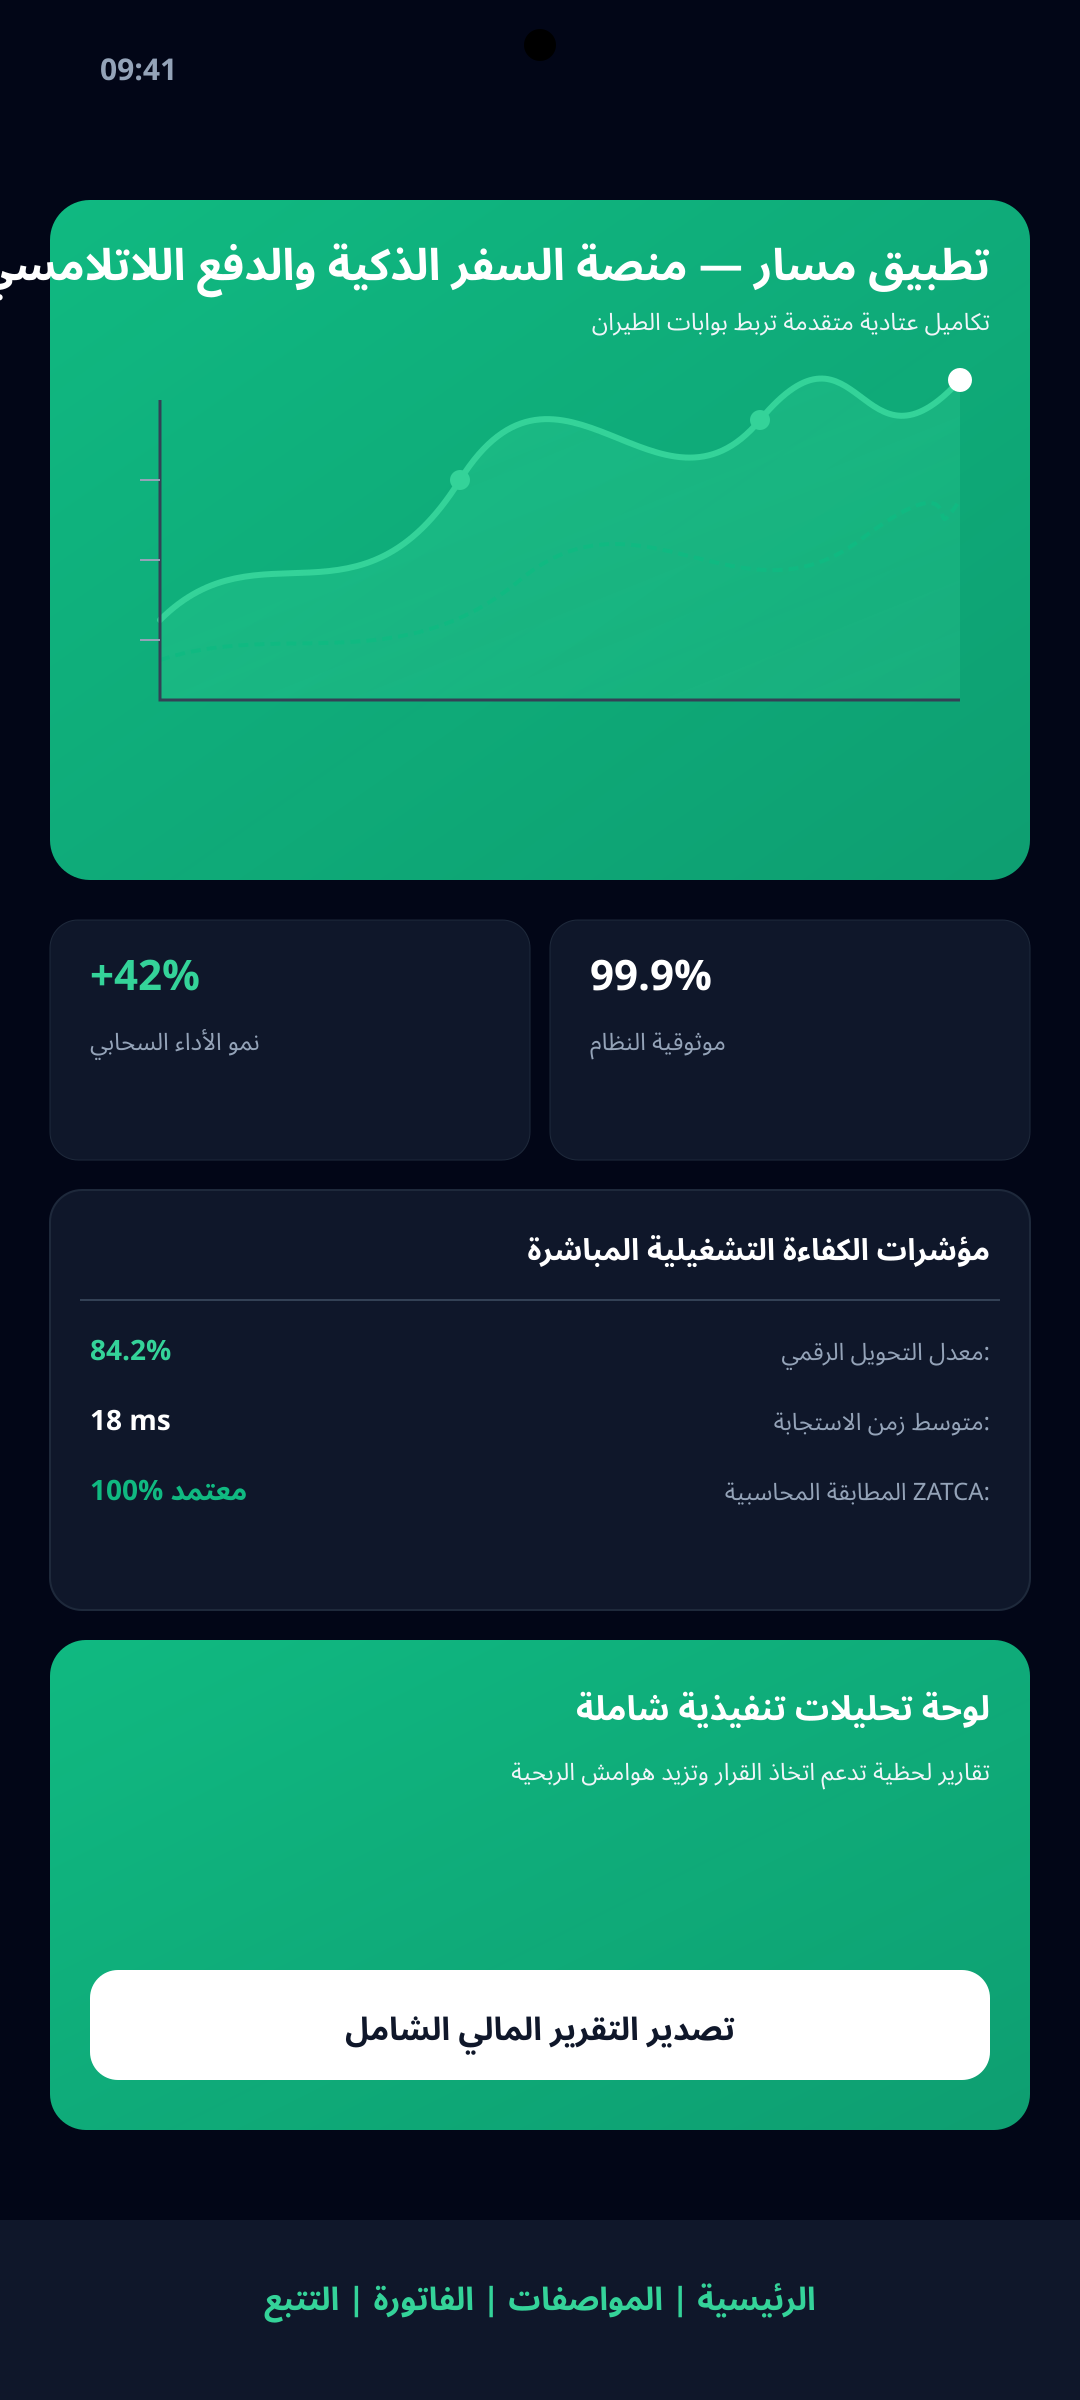 09:41
تطبيق مسار — منصة السفر الذكية والدفع اللاتلامسي
تكاميل عتادية متقدمة تربط بوابات الطيران
99.9%
موثوقية النظام
+42%
نمو الأداء السحابي
مؤشرات الكفاءة التشغيلية المباشرة
معدل التحويل الرقمي:
84.2%
متوسط زمن الاستجابة:
18 ms
المطابقة المحاسبية ZATCA:
100% معتمد
لوحة تحليلات تنفيذية شاملة
تقارير لحظية تدعم اتخاذ القرار وتزيد هوامش الربحية
تصدير التقرير المالي الشامل
الرئيسية | المواصفات | الفاتورة | التتبع